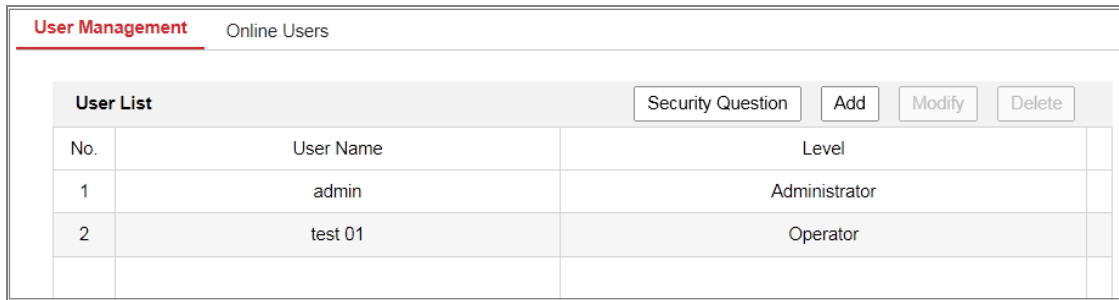 User Management Online Users
User List Security Question Add Modify Delete
No. User Name Level
1 admin Administrator
2 test 01 Operator